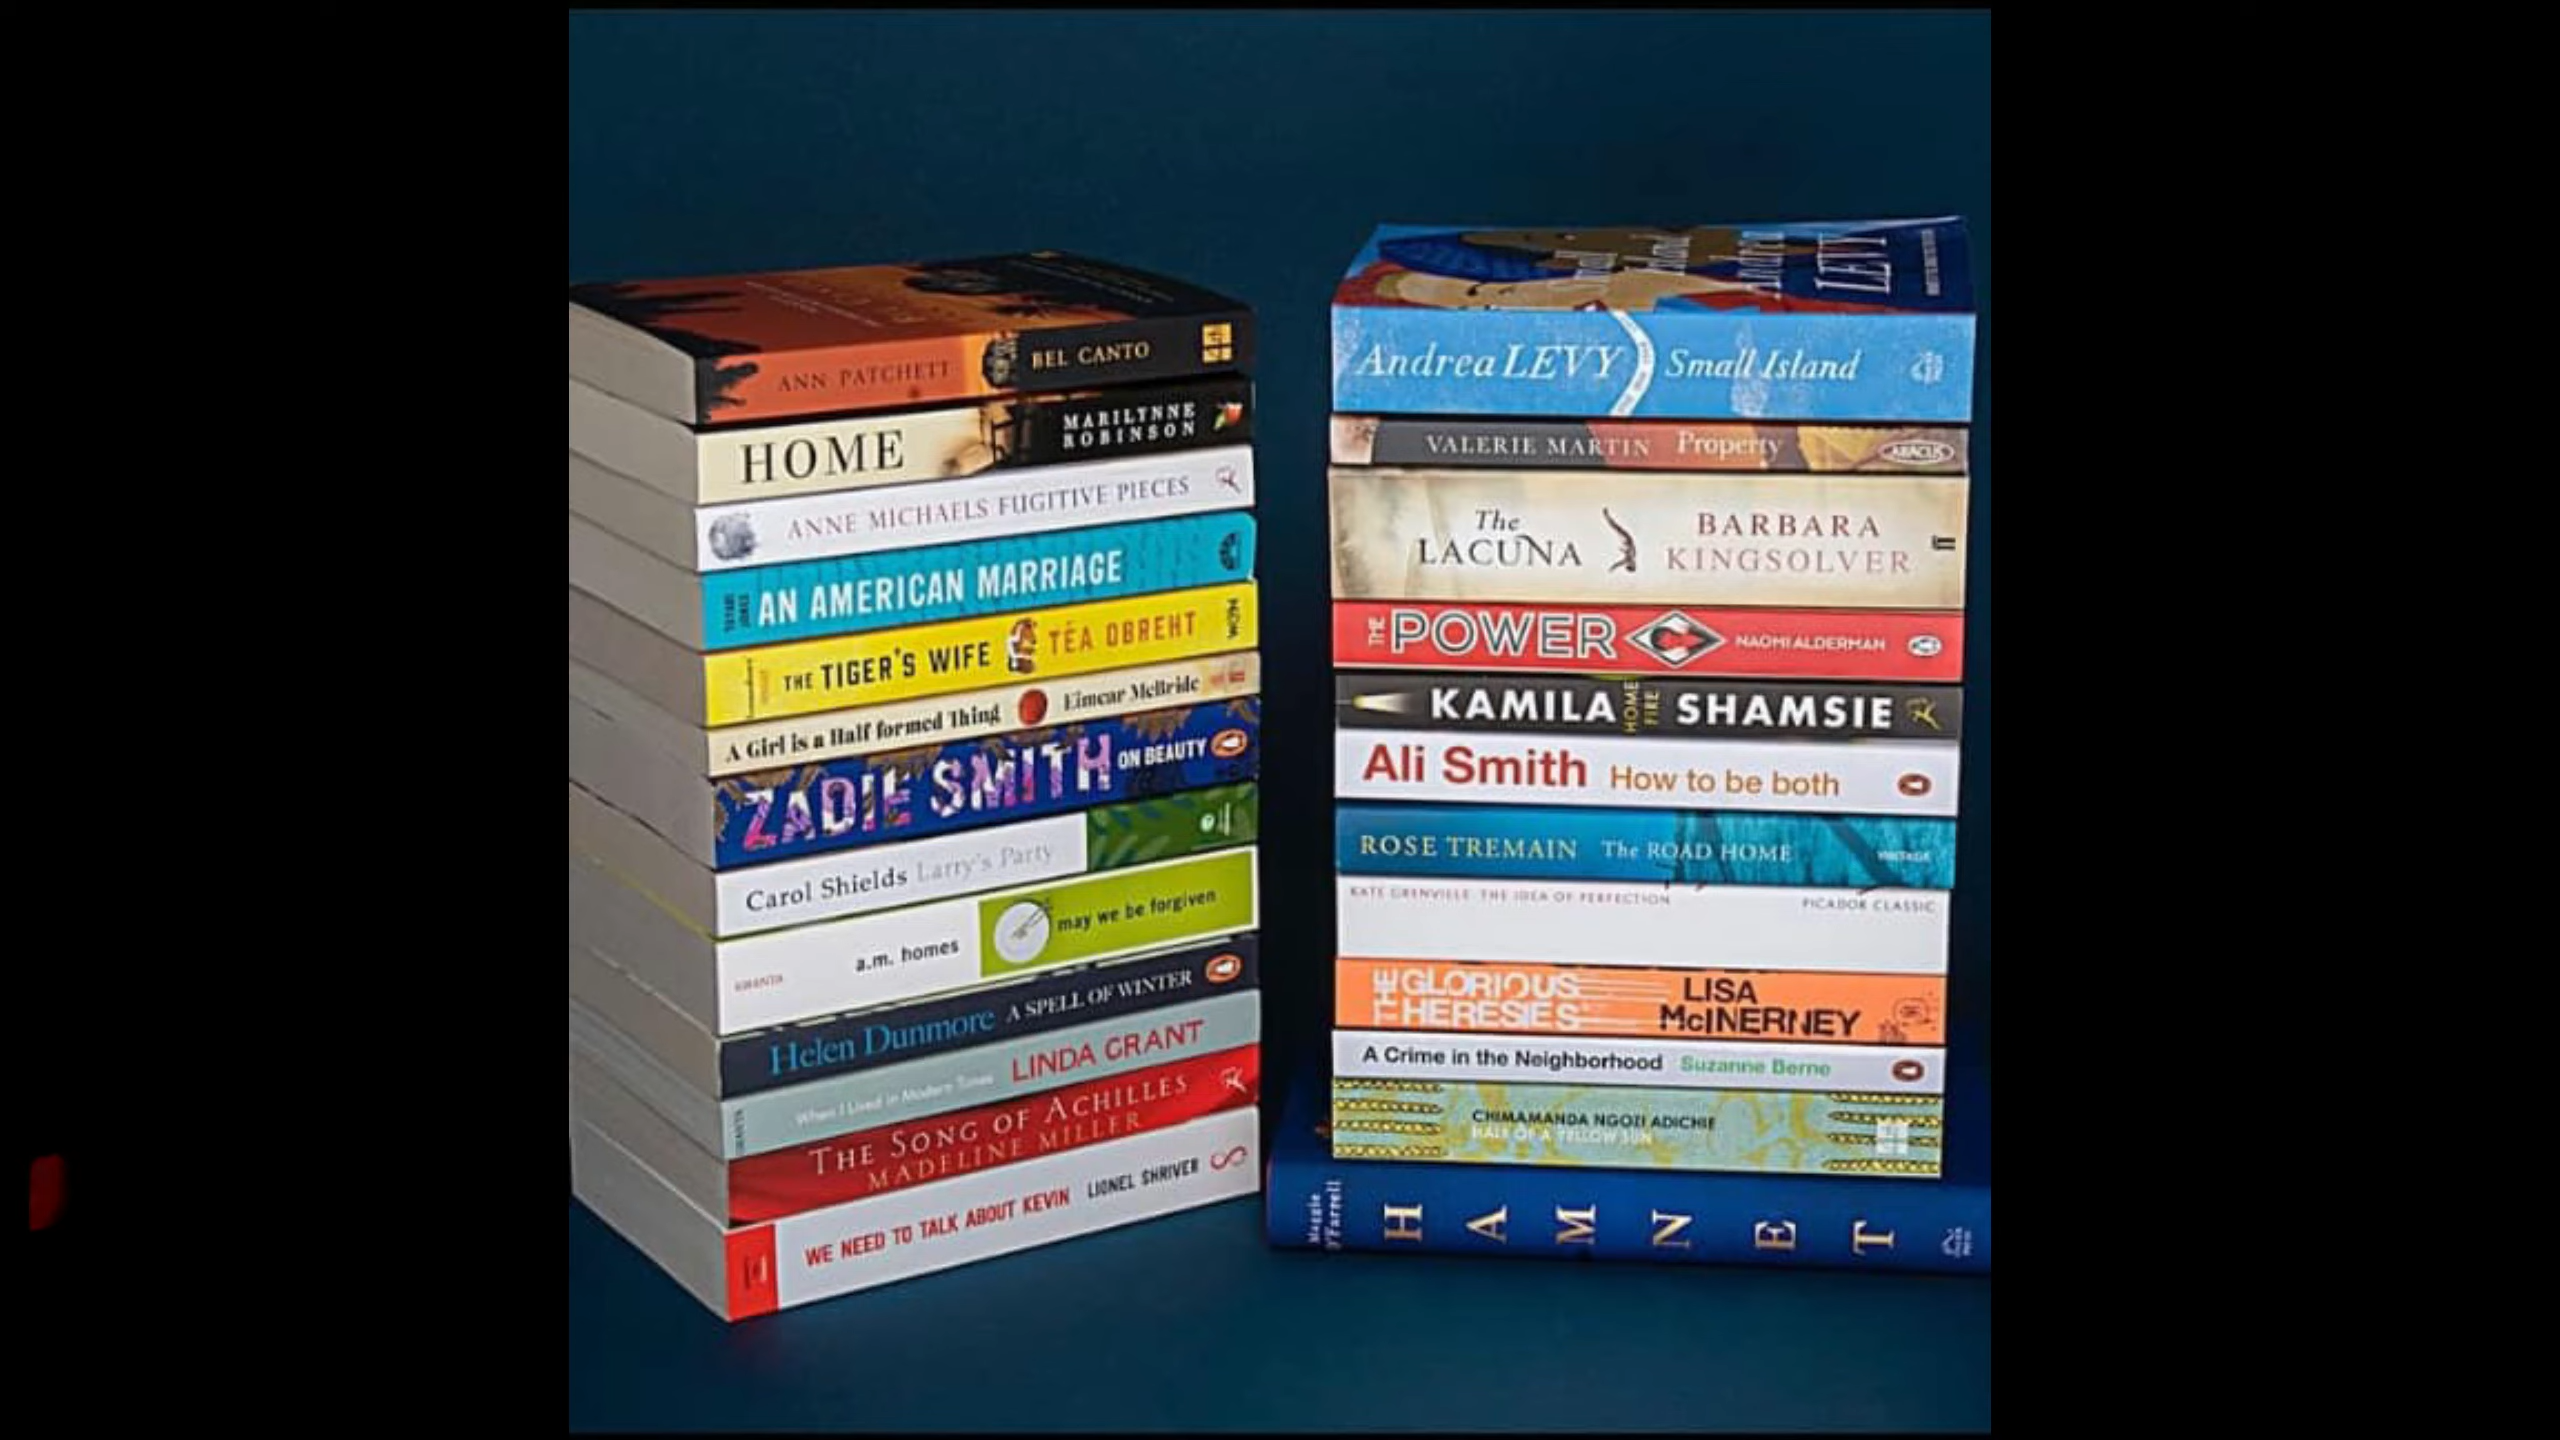 ANN PATCHETT BEL CANTO
HOME MARILYNNE ROBINSON
ANNE MICHAELS FUGITIVE PIECES
AN AMERICAN MARRIAGE
THE TIGER'S WIFE TÉA OBREHT
A Girl is a Half formed Thing Eimear McBride
ZADIE SMITH ON BEAUTY
Carol Shields Larry's Party
GRANTA a.m. homes may we be forgiven
Helen Dunmore A SPELL OF WINTER
GRANTA When I Lived in Modern Times LINDA GRANT
THE SONG OF ACHILLES
MADELINE MILLER
WE NEED TO TALK ABOUT KEVIN LIONEL SHRIVER
Andrea LEVY
Andrea LEVY Small Island
VALERIE MARTIN Property ABACUS
The LACUNA BARBARA KINGSOLVER
THE POWER NAOMI ALDERMAN
KAMILA HOME FIRE SHAMSIE
Ali Smith How to be both
ROSE TREMAIN The ROAD HOME VINTAGE
KATE GRENVILLE THE IDEA OF PERFECTION PICADOR CLASSIC
THE GLORIOUS HERESIES LISA McINERNEY
A Crime in the Neighborhood Suzanne Berne
CHIMAMANDA NGOZI ADICHIE
HALF OF A YELLOW SUN
Maggie O'Farrell HAMNET